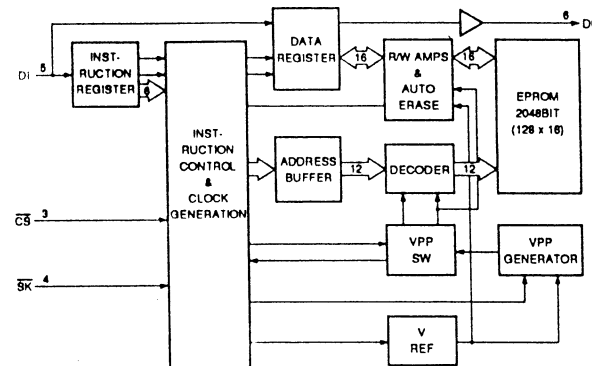 6
DO
DATA
REGISTER
16
R/W AMPS
&
AUTO
ERASE
16
EPROM
2048BIT
(128 x 16)
DI
5
INST-
RUCTION
REGISTER
8
INST-
RUCTION
CONTROL
&
CLOCK
GENERATION
ADDRESS
BUFFER
12
DECODER
12
CS
3
VPP
SW
VPP
GENERATOR
SK
4
V
REF